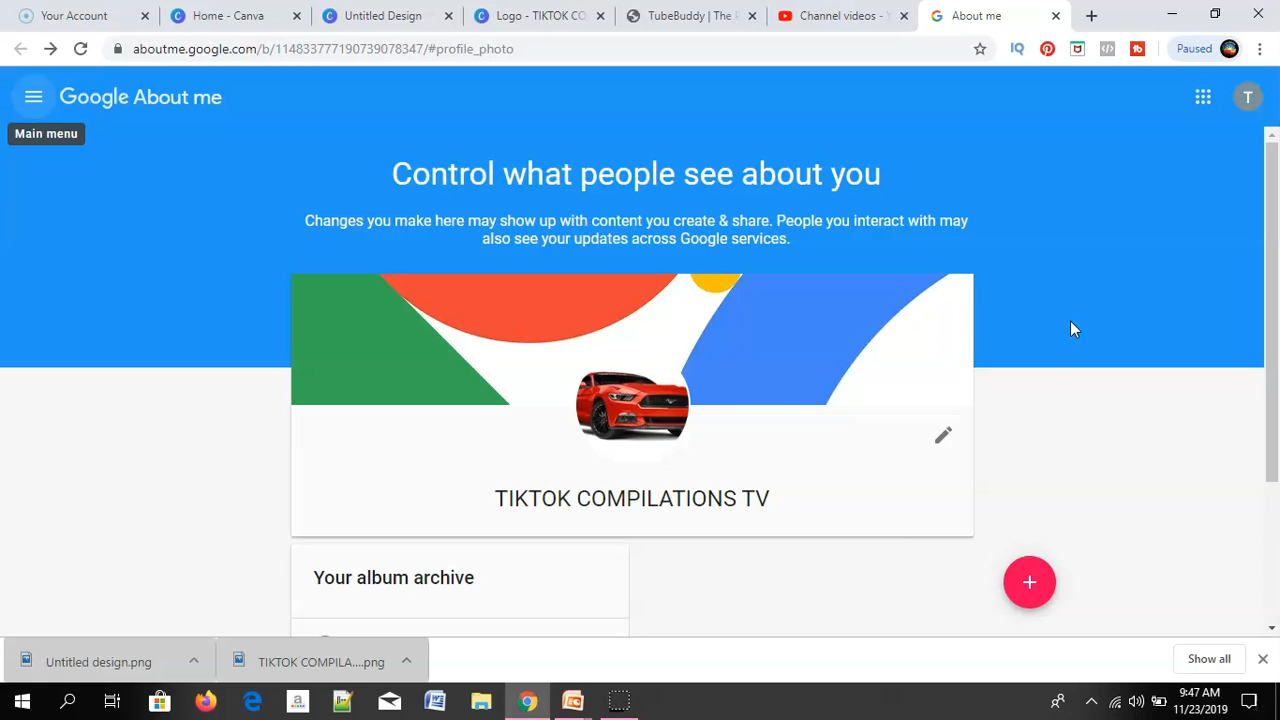 Your Account
Home - Canva
Untitled Design
Logo - TIKTOK CO
TubeBuddy | The
Channel videos - Y
About me
aboutme.google.com/b/114833777190739078347/#profile_photo
Paused
Google About me
T
Main menu
Control what people see about you
Changes you make here may show up with content you create & share. People you interact with may
also see your updates across Google services.
TIKTOK COMPILATIONS TV
Your album archive
Untitled design.png
TIKTOK COMPILA....png
Show all
9:47 AM
11/23/2019